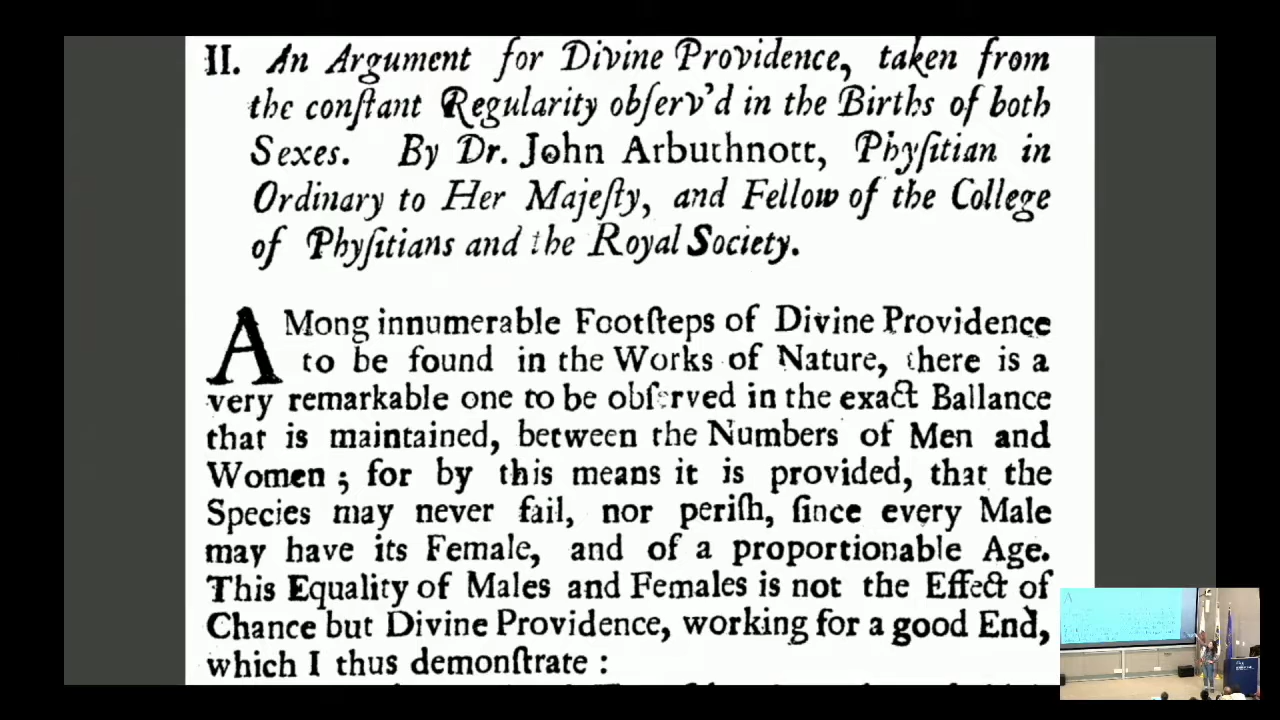 II. An Argument for Divine Providence, taken from
the conſtant Regularity obſerv'd in the Births of both
Sexes. By Dr. John Arbuthnott, Phyſitian in
Ordinary to Her Majeſty, and Fellow of the College
of Phyſitians and the Royal Society.
AMong innumerable Footſteps of Divine Providence
to be found in the Works of Nature, there is a
very remarkable one to be obſerved in the exact Ballance
that is maintained, between the Numbers of Men and
Women; for by this means it is provided, that the
Species may never fail, nor periſh, ſince every Male
may have its Female, and of a proportionable Age.
This Equality of Males and Females is not the Effect of
Chance but Divine Providence, working for a good End,
which I thus demonſtrate: